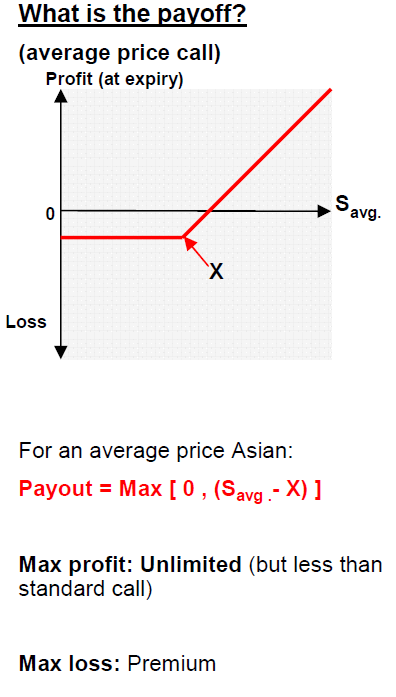 What is the payoff?
(average price call)
Profit (at expiry)
0
Savg.
X
Loss
For an average price Asian:
Payout = Max [ 0 , (Savg .- X) ]
Max profit: Unlimited (but less than
standard call)
Max loss: Premium